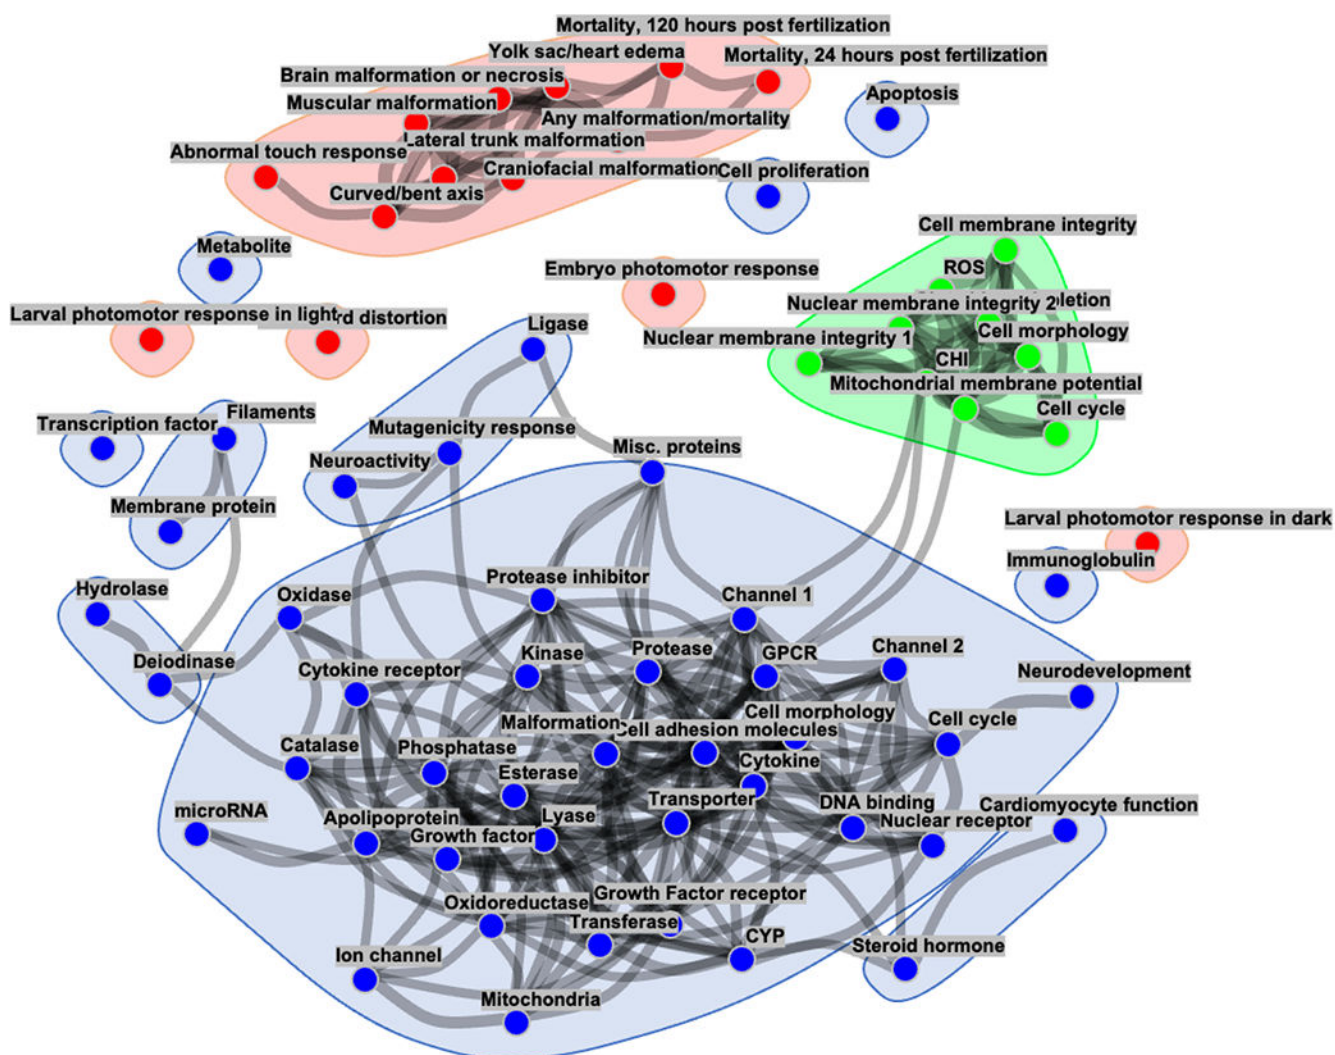 Mortality, 120 hours post fertilization
Yolk sac/heart edema
Mortality, 24 hours post fertilization
Brain malformation or necrosis
Muscular malformation
Apoptosis
Any malformation/mortality
Lateral trunk malformation
Abnormal touch response
Craniofacial malformation
Cell proliferation
Curved/bent axis
Cell membrane integrity
Metabolite
ROS
Embryo photomotor response
Nuclear membrane integrity 2
Larval photomotor response in light
distortion
Ligase
Nuclear membrane integrity 1
Cell morphology
CHI
Mitochondrial membrane potential
Cell cycle
Transcription factor
Filaments
Mutagenicity response
Misc. proteins
Neuroactivity
Membrane protein
Larval photomotor response in dark
Immunoglobulin
Hydrolase
Oxidase
Protease inhibitor
Channel 1
Deiodinase
Cytokine receptor
Kinase
Protease
GPCR
Channel 2
Neurodevelopment
Malformation
Cell morphology
Cell adhesion molecules
Cell cycle
Catalase
Phosphatase
Esterase
Cytokine
microRNA
Apolipoprotein
Growth factor
Lyase
Transporter
DNA binding
Nuclear receptor
Cardiomyocyte function
Oxidoreductase
Growth Factor receptor
Transferase
CYP
Steroid hormone
Ion channel
Mitochondria